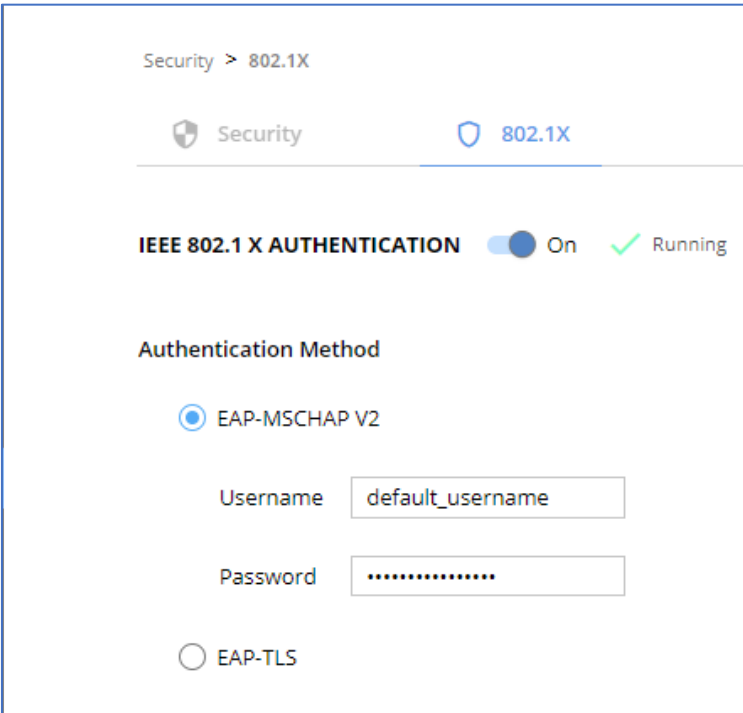 Security > 802.1X
Security 802.1X
IEEE 802.1 X AUTHENTICATION On Running
Authentication Method
EAP-MSCHAP V2
Username default_username
Password ••••••••••••••••
EAP-TLS